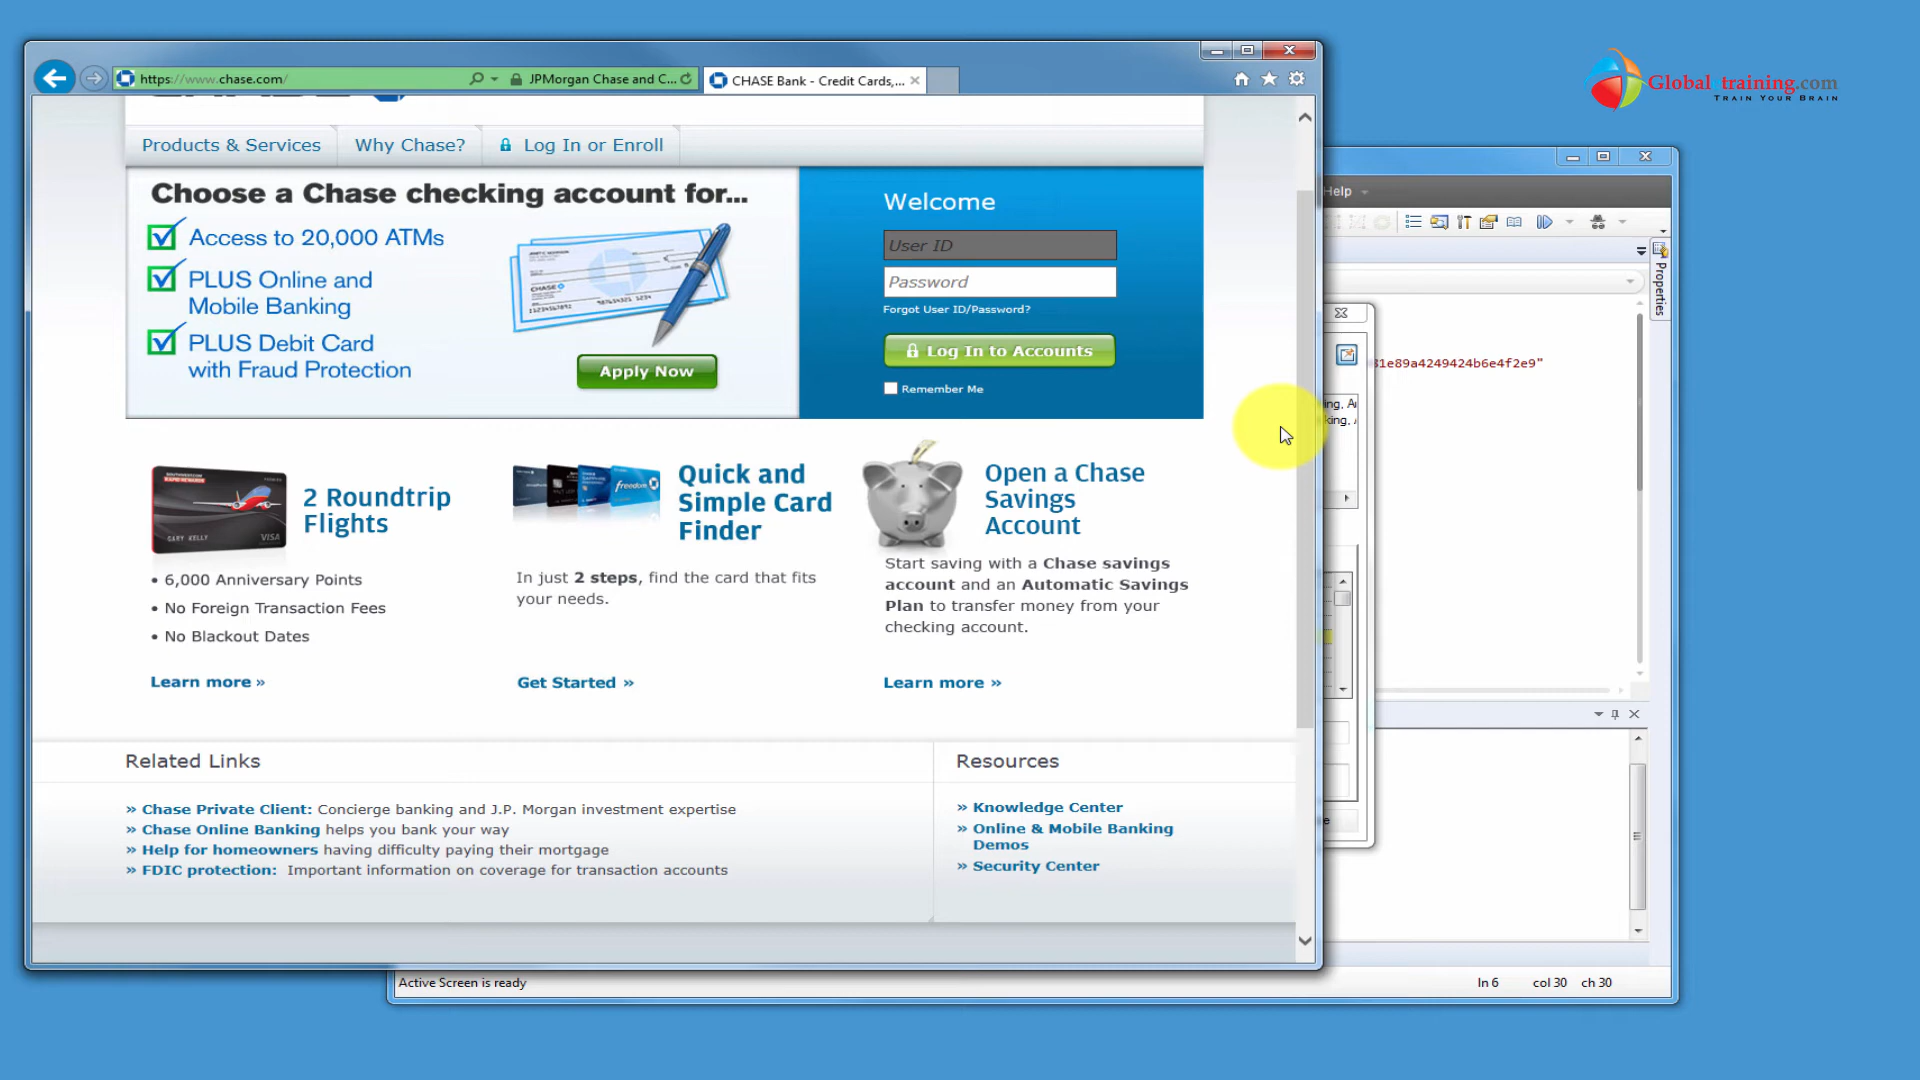 https://www.chase.com/
JPMorgan Chase and C...
CHASE Bank - Credit Cards,...
Products & Services
Why Chase?
Log In or Enroll
Choose a Chase checking account for...
Access to 20,000 ATMs
PLUS Online and
Mobile Banking
PLUS Debit Card
with Fraud Protection
CHASE
Apply Now
Welcome
User ID
Password
Forgot User ID/Password?
Log In to Accounts
Remember Me
2 Roundtrip
Flights
GARY KELLY
VISA
• 6,000 Anniversary Points
• No Foreign Transaction Fees
• No Blackout Dates
Learn more »
freedom
Quick and
Simple Card
Finder
In just 2 steps, find the card that fits
your needs.
Get Started »
Open a Chase
Savings
Account
Start saving with a Chase savings
account and an Automatic Savings
Plan to transfer money from your
checking account.
Learn more »
Related Links
» Chase Private Client: Concierge banking and J.P. Morgan investment expertise
» Chase Online Banking helps you bank your way
» Help for homeowners having difficulty paying their mortgage
» FDIC protection: Important information on coverage for transaction accounts
Resources
» Knowledge Center
» Online & Mobile Banking
Demos
» Security Center
Global training.com
TRAIN YOUR BRAIN
Help
Properties
31e89a4249424b6e4f2e9"
Active Screen is ready
ln 6
col 30
ch 30